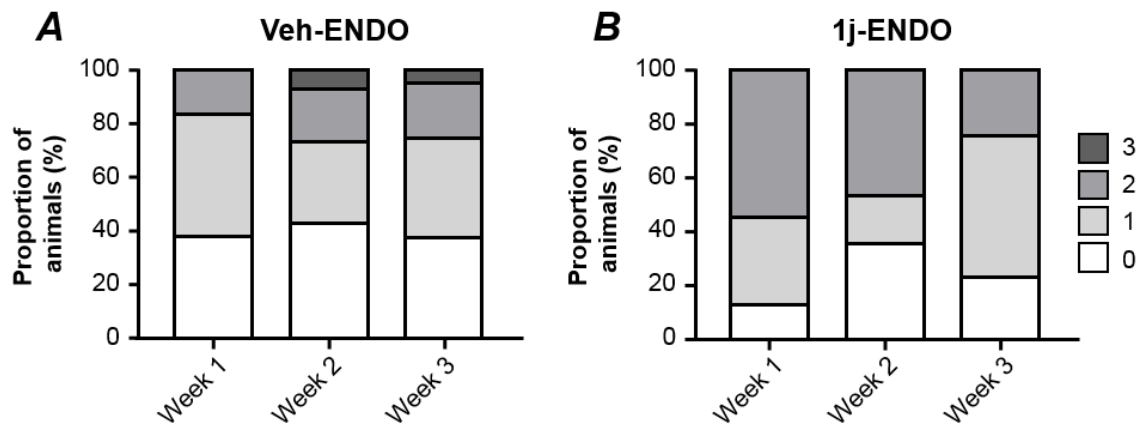 A
Veh-ENDO
Proportion of
animals (%)
100
80
60
40
20
0
Week 1
Week 2
Week 3
B
1j-ENDO
Proportion of
animals (%)
100
80
60
40
20
0
Week 1
Week 2
Week 3
3
2
1
0